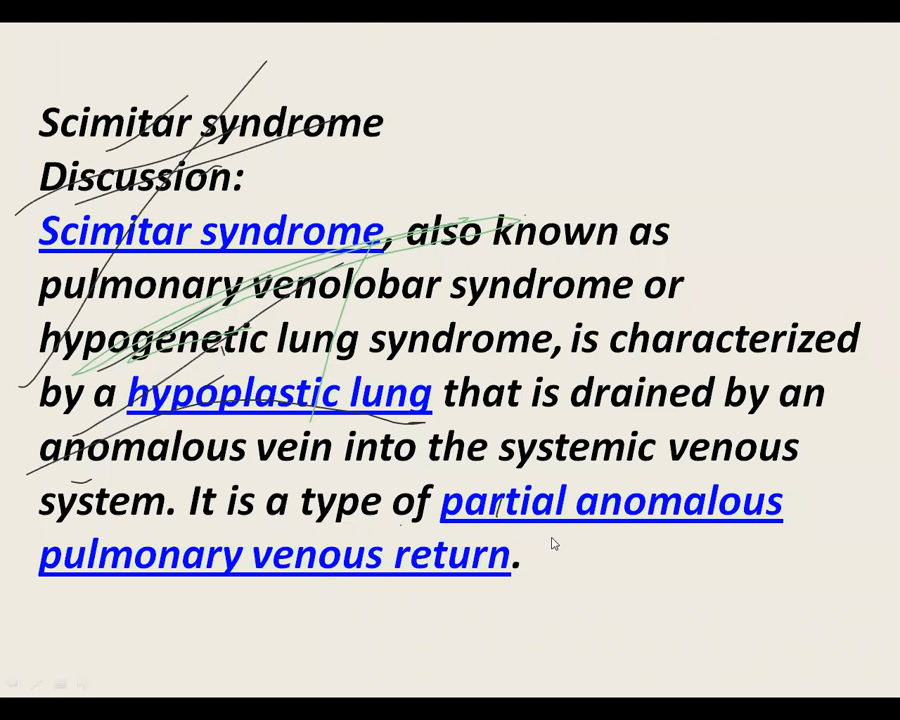 Scimitar syndrome
Discussion:
Scimitar syndrome, also known as
pulmonary venolobar syndrome or
hypogenetic lung syndrome, is characterized
by a hypoplastic lung that is drained by an
anomalous vein into the systemic venous
system. It is a type of partial anomalous
pulmonary venous return.